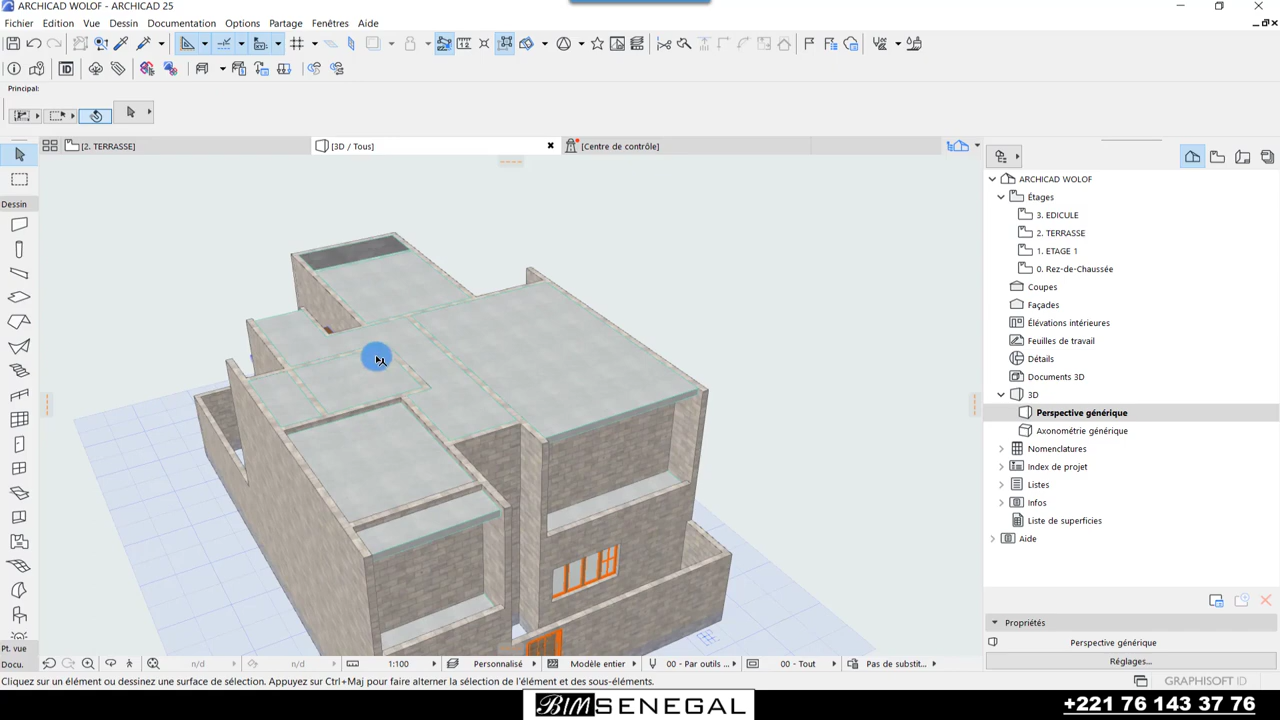 ARCHICAD WOLOF - ARCHICAD 25
Fichier Edition Vue Dessin Documentation Options Partage Fenêtres Aide
Principal:
[2. TERRASSE] [3D / Tous] [Centre de contrôle]
Dessin
ARCHICAD WOLOF
Étages
3. EDICULE
2. TERRASSE
1. ETAGE 1
0. Rez-de-Chaussée
Coupes
Façades
Élévations intérieures
Feuilles de travail
Détails
Documents 3D
3D
Perspective générique
Axonométrie générique
Nomenclatures
Index de projet
Listes
Infos
Liste de superficies
Aide
Propriétés
Perspective générique
Réglages...
Pt. vue
Docu.
n/d n/d 1:100 Personnalisé Modèle entier 00 - Par outils ... 00 - Tout Pas de substit...
Cliquez sur un élément ou dessinez une surface de sélection. Appuyez sur Ctrl+Maj pour faire alterner la sélection de l'élément et des sous-éléments.
GRAPHISOFT ID
BIMSENEGAL
+221 76 143 37 76